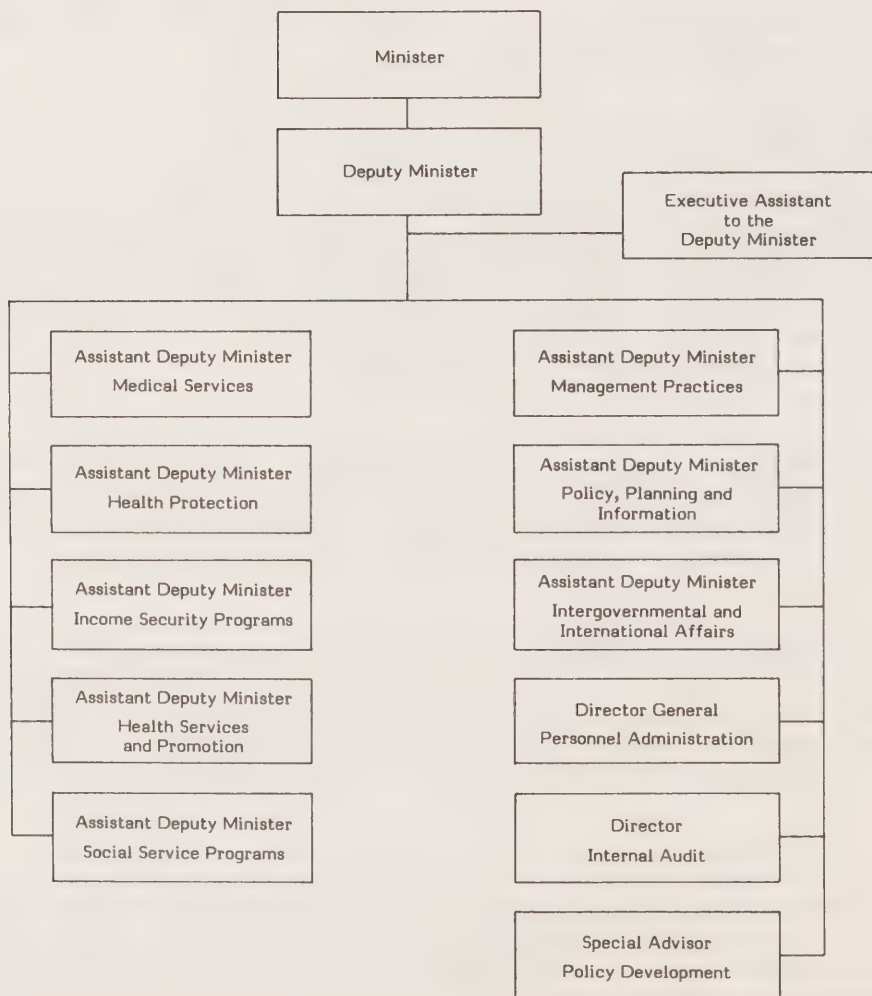 Minister
Deputy Minister
Executive Assistant
to the
Deputy Minister
Assistant Deputy Minister
Medical Services
Assistant Deputy Minister
Health Protection
Assistant Deputy Minister
Income Security Programs
Assistant Deputy Minister
Health Services
and Promotion
Assistant Deputy Minister
Social Service Programs
Assistant Deputy Minister
Management Practices
Assistant Deputy Minister
Policy, Planning and
Information
Assistant Deputy Minister
Intergovernmental and
International Affairs
Director General
Personnel Administration
Director
Internal Audit
Special Advisor
Policy Development